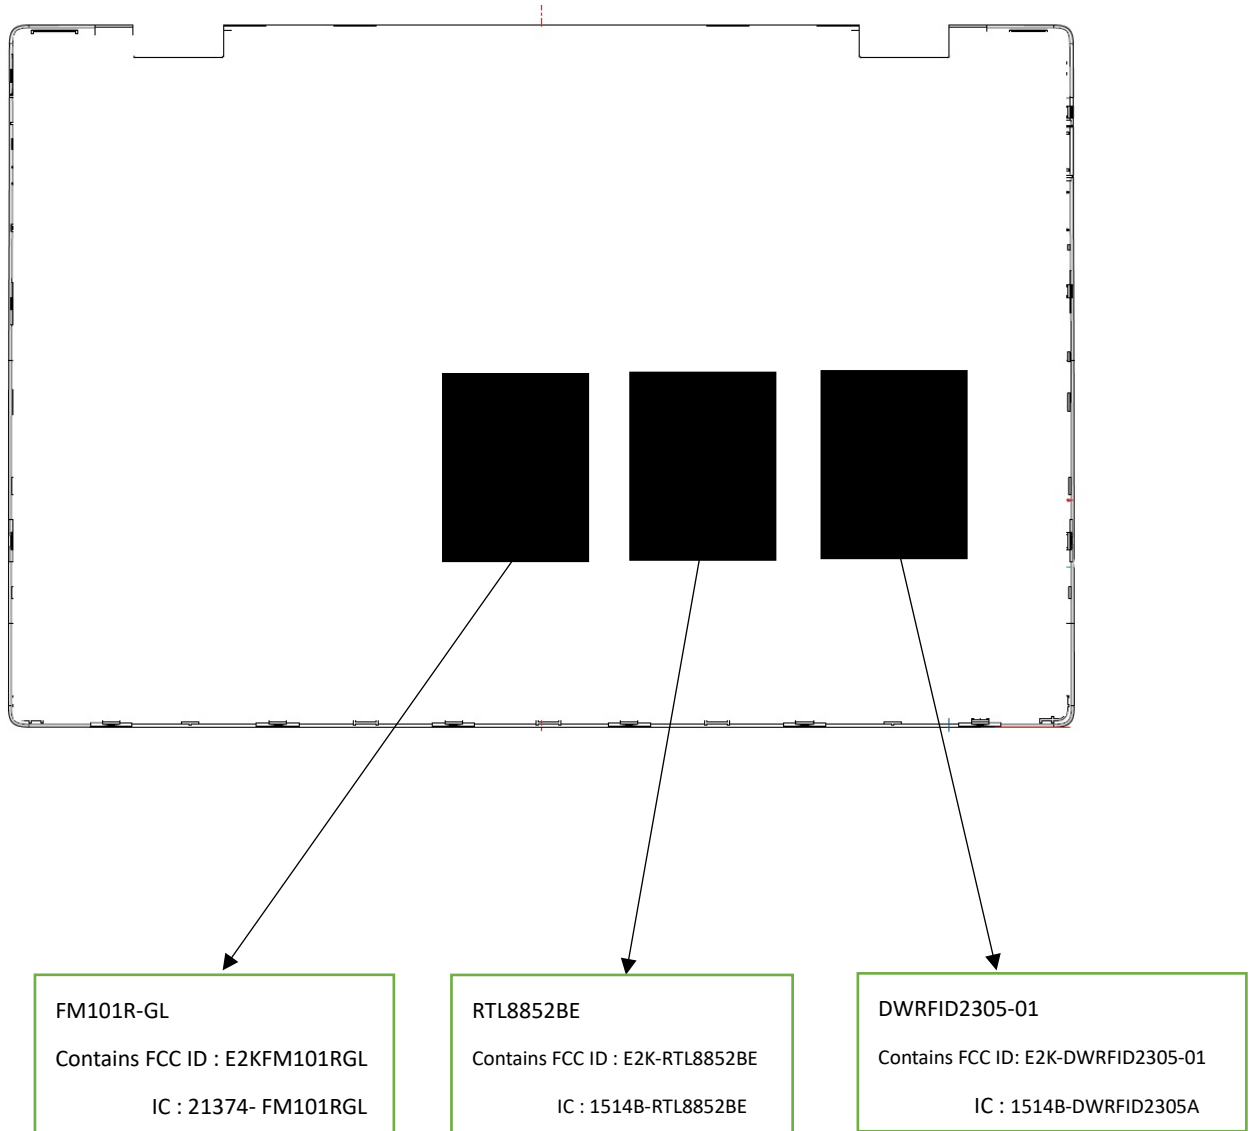 FM101R-GL
Contains FCC ID : E2KFM101RGL
IC : 21374- FM101RGL
RTL8852BE
Contains FCC ID : E2K-RTL8852BE
IC : 1514B-RTL8852BE
DWRFID2305-01
Contains FCC ID: E2K-DWRFID2305-01
IC : 1514B-DWRFID2305A